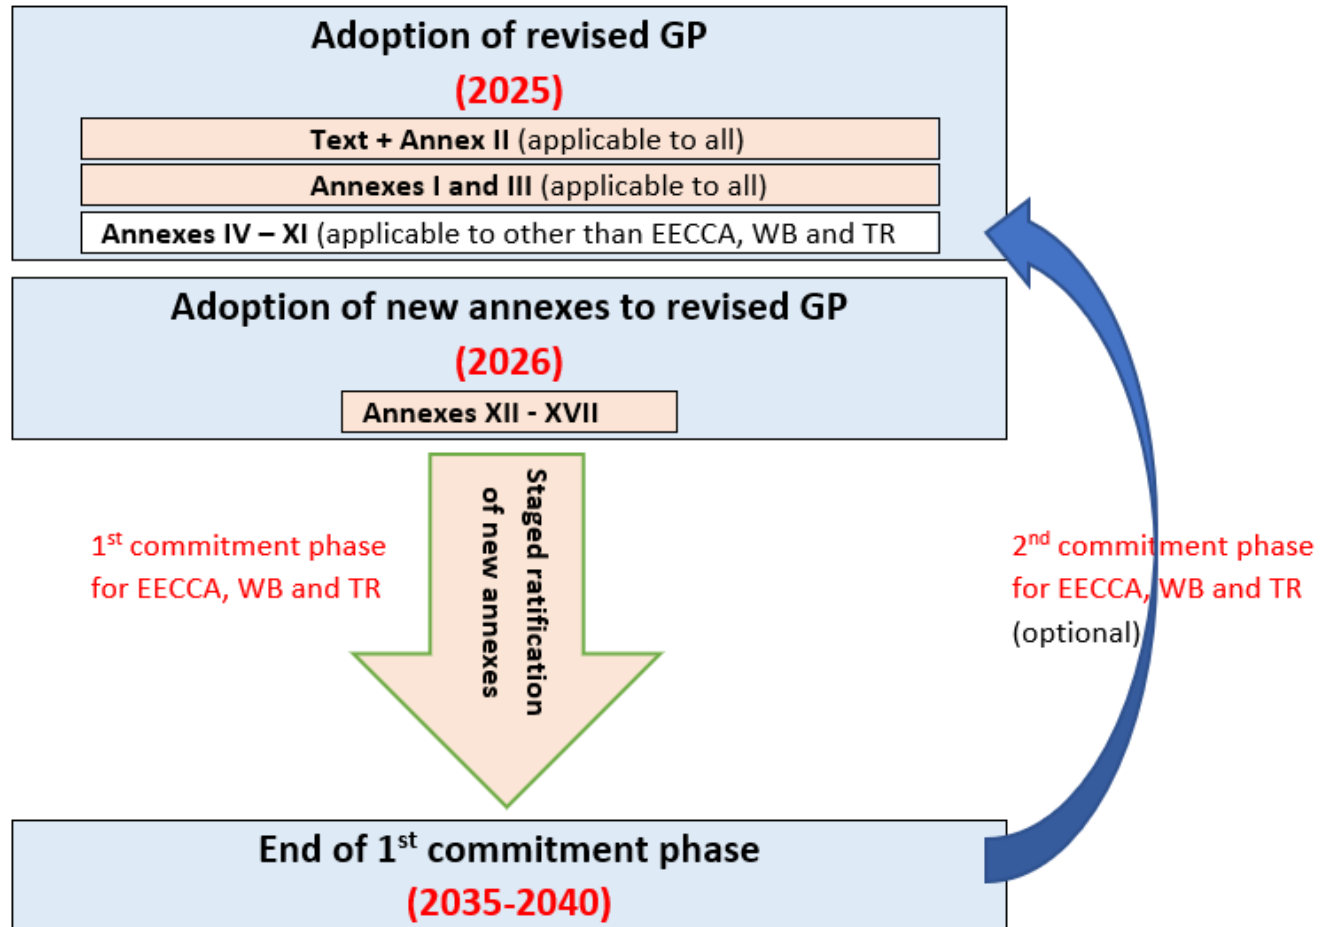 Adoption of revised GP
(2025)
Text + Annex II (applicable to all)
Annexes I and III (applicable to all)
Annexes IV – XI (applicable to other than EECCA, WB and TR
Adoption of new annexes to revised GP
(2026)
Annexes XII - XVII
Staged ratification
of new annexes
1st commitment phase
for EECCA, WB and TR
2nd commitment phase
for EECCA, WB and TR
(optional)
End of 1st commitment phase
(2035-2040)